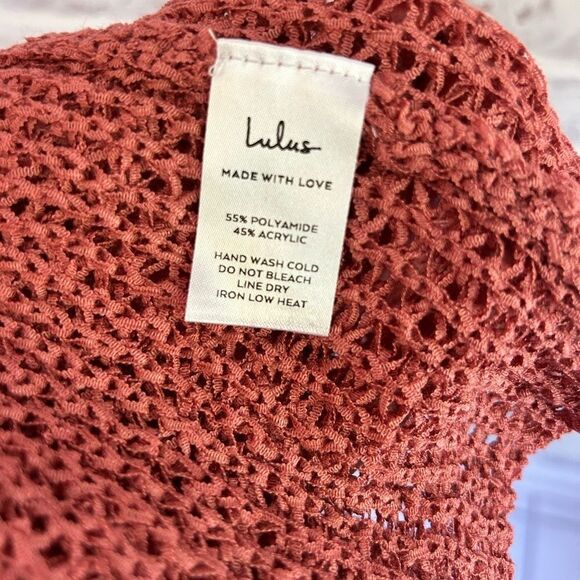 Lulus
MADE WITH LOVE
55% POLYAMIDE
45% ACRYLIC
HAND WASH COLD
DO NOT BLEACH
LINE DRY
IRON LOW HEAT